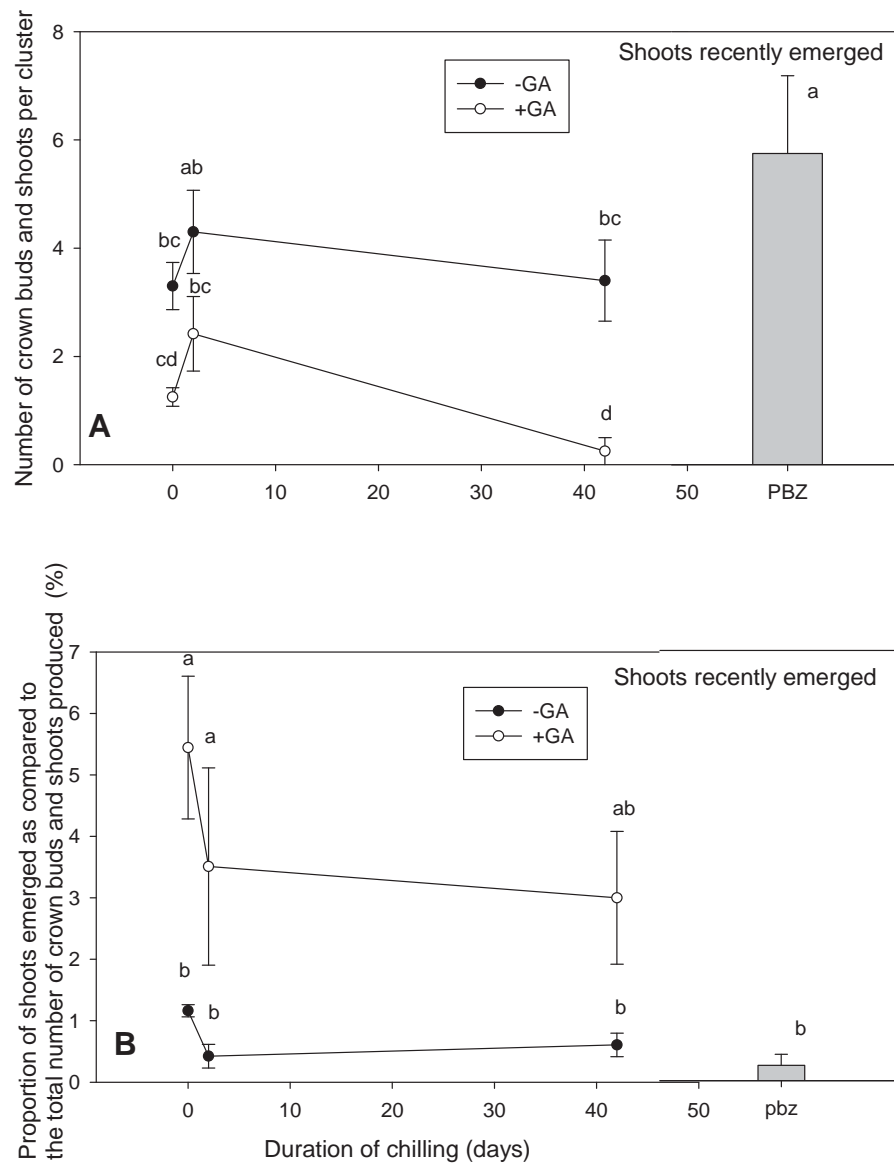 Number of crown buds and shoots per cluster
8
6
4
2
0
Shoots recently emerged
-GA
+GA
a
ab
bc
bc
bc
cd
d
A
0
10
20
30
40
50
PBZ
Proportion of shoots emerged as compared to
the total number of crown buds and shoots produced (%)
7
6
5
4
3
2
1
0
Shoots recently emerged
-GA
+GA
a
a
ab
b
b
b
b
B
0
10
20
30
40
50
pbz
Duration of chilling (days)